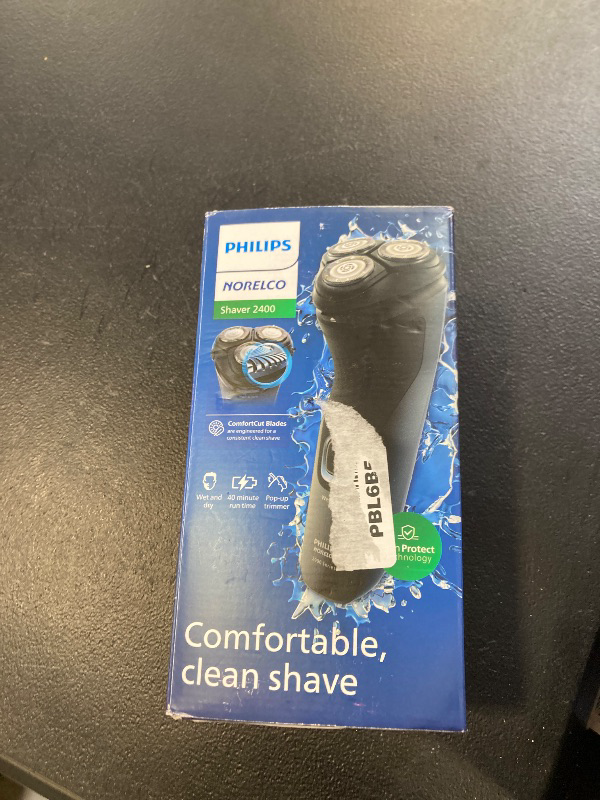 PHILIPS
NORELCO
Shaver 2400
ComfortCut Blades
are engineered for a
consistent clean shave
Wet and
dry
40 minute
run time
Pop-up
trimmer
PBL6B
Protect
Comfortable,
clean shave